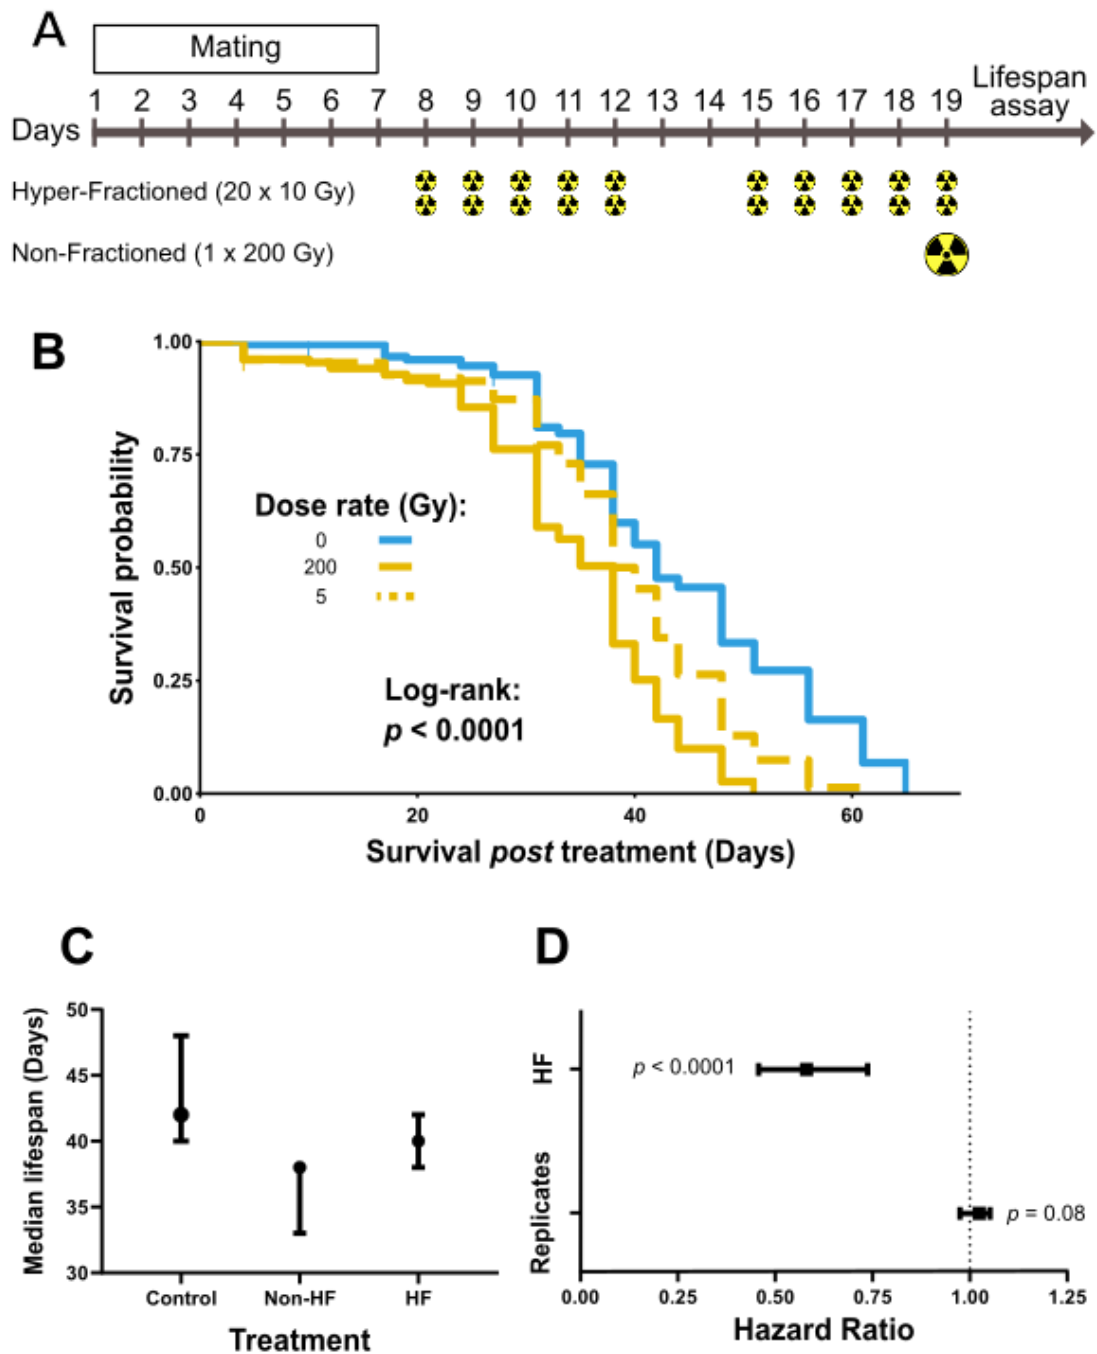 A
Mating
1 2 3 4 5 6 7 8 9 10 11 12 13 14 15 16 17 18 19
Lifespan
assay
Days
Hyper-Fractioned (20 x 10 Gy)
Non-Fractioned (1 x 200 Gy)
B
1.00
0.75
0.50
0.25
0.00
Survival probability
Dose rate (Gy):
0
200
5
Log-rank:
p < 0.0001
0 20 40 60
Survival post treatment (Days)
C
50
45
40
35
30
Median lifespan (Days)
Control Non-HF HF
Treatment
D
HF
Replicates
p < 0.0001
p = 0.08
0.00 0.25 0.50 0.75 1.00 1.25
Hazard Ratio